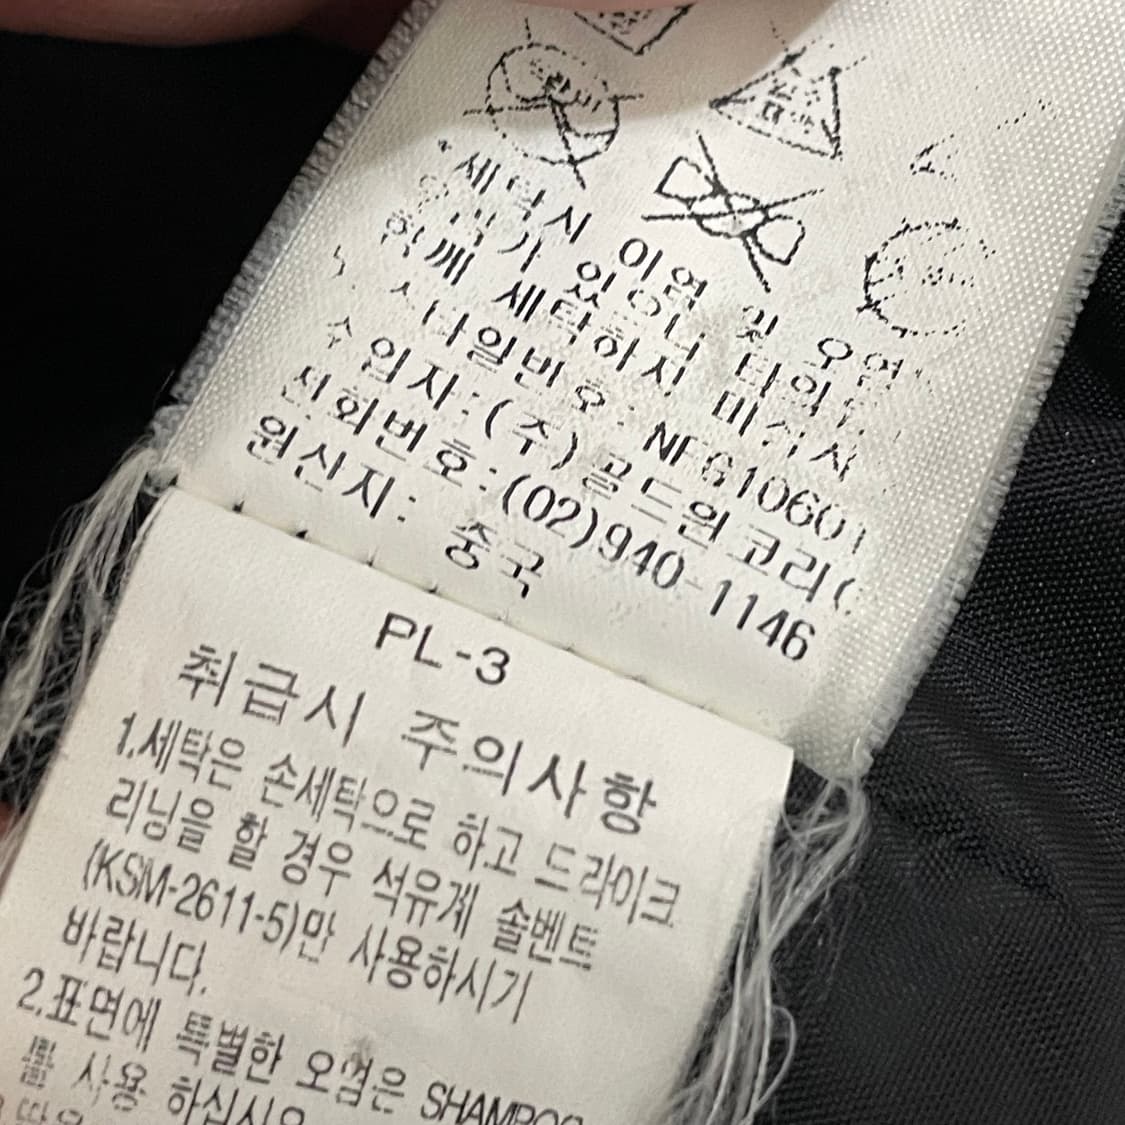 세탁시 이염 및 오염
있으니 타의류
함께 세탁하지 마십시
스타일번호: NFG10601
수입자:(주)골드윈코리(
전화번호:(02)940-1146
원산지: 중국
PL-3
취급시 주의사항
1.세탁은 손세탁으로 하고 드라이크
리닝을 할 경우 석유계 솔벤트
(KSM-2611-5)만 사용하시기
바랍니다.
2.표면에 특별한 오염은 SHAMPOO
를 사용 하십시오